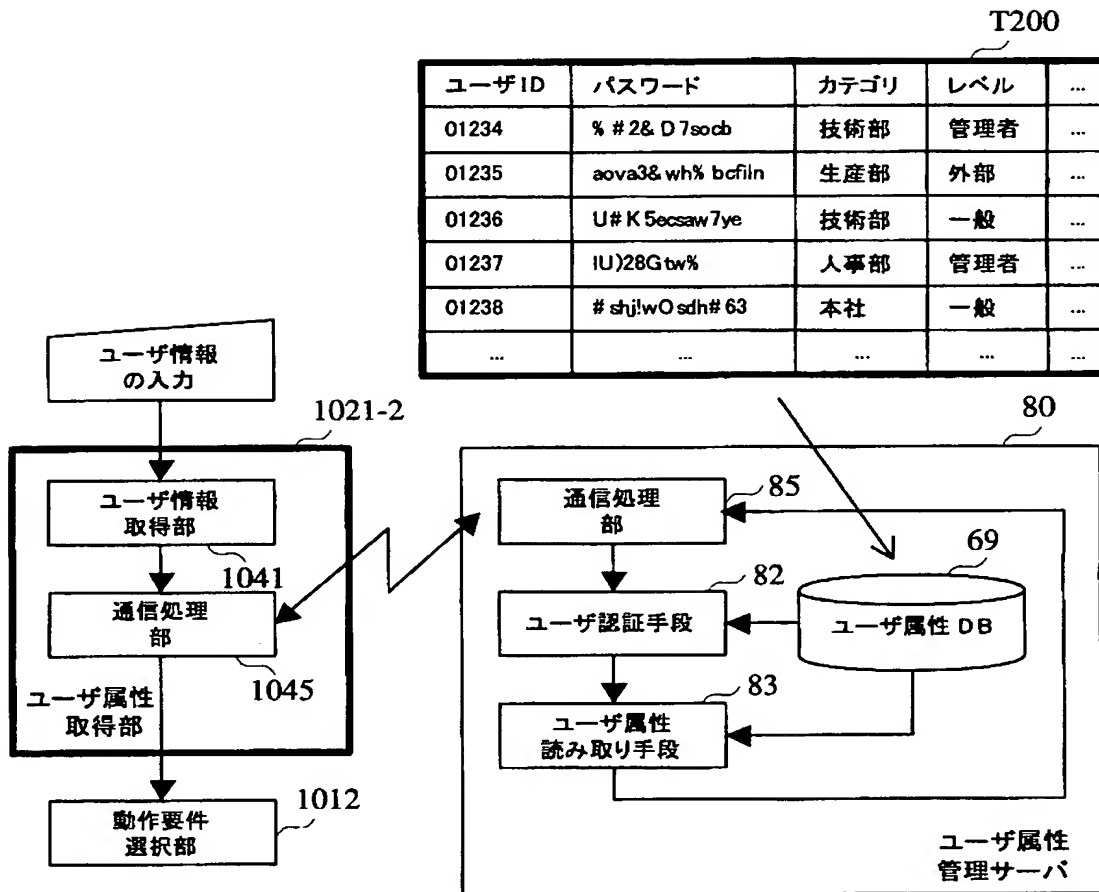 T200
ユーザID パスワード カテゴリ レベル ...
01234 %#2&D7socb 技術部 管理者 ...
01235 aova3&wh%bcfiln 生産部 外部 ...
01236 U#K5ecsaw7ye 技術部 一般 ...
01237 IU)28Gtw% 人事部 管理者 ...
01238 #shj!wOsdh#63 本社 一般 ...
... ... ... ... ...
ユーザ情報
の入力
1021-2
ユーザ情報
取得部
1041
通信処理
部
1045
ユーザ属性
取得部
動作要件
選択部
1012
80
通信処理
部
85
82
ユーザ認証手段
69
ユーザ属性 DB
83
ユーザ属性
読み取り手段
ユーザ属性
管理サーバ